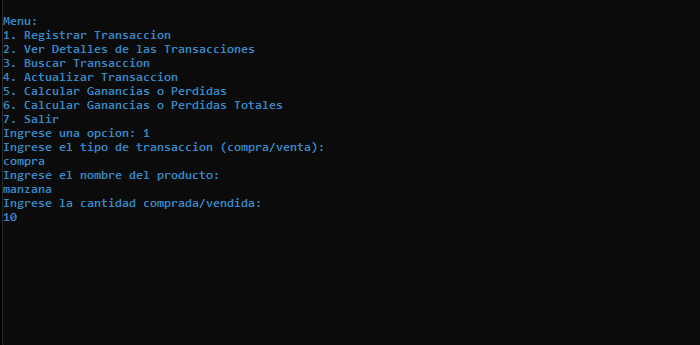 Menu:
1. Registrar Transaccion
2. Ver Detalles de las Transacciones
3. Buscar Transaccion
4. Actualizar Transaccion
5. Calcular Ganancias o Perdidas
6. Calcular Ganancias o Perdidas Totales
7. Salir
Ingrese una opcion: 1
Ingrese el tipo de transaccion (compra/venta):
compra
Ingrese el nombre del producto:
manzana
Ingrese la cantidad comprada/vendida:
10